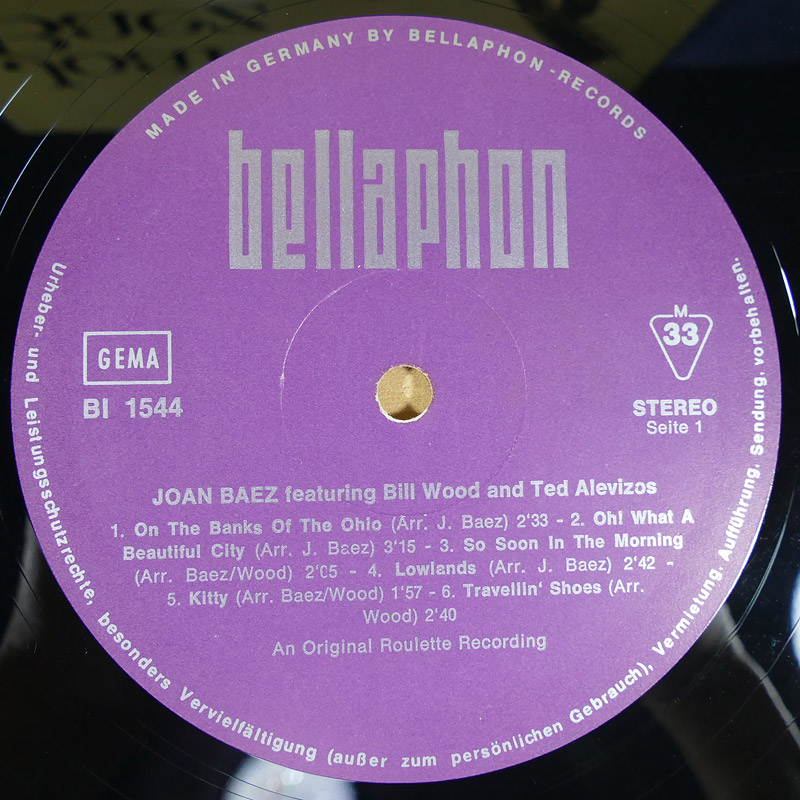 MADE IN GERMANY BY BELLAPHON-RECORDS
bellaphon
GEMA
BI 1544
M
33
STEREO
Seite 1
JOAN BAEZ featuring Bill Wood and Ted Alevizos
1. On The Banks Of The Ohio (Arr. J. Baez) 2'33 - 2. Oh! What A
Beautiful City (Arr. J. Baez) 3'15 - 3. So Soon In The Morning
(Arr. Baez/Wood) 2'05 - 4. Lowlands (Arr. J. Baez) 2'42 -
5. Kitty (Arr. Baez/Wood) 1'57 - 6. Travellin' Shoes (Arr.
Wood) 2'40
An Original Roulette Recording
Urheber- und Leistungsschutzrechte, besonders Vervielfältigung (außer zum persönlichen Gebrauch), Vermietung, Aufführung, Sendung, vorbehalten.